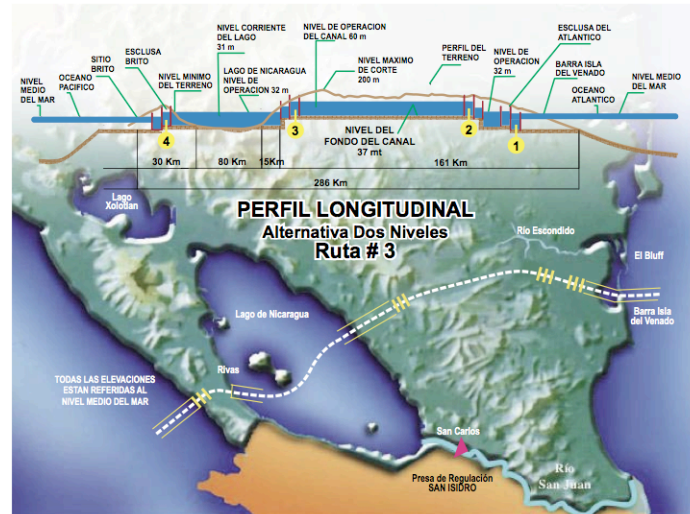 NIVEL
MEDIO
DEL MAR
OCEANO
PACIFICO
SITIO
BRITO
ESCLUSA
BRITO
NIVEL MINIMO
DEL TERRENO
NIVEL CORRIENTE
DEL LAGO
31 m
LAGO DE NICARAGUA
NIVEL DE
OPERACION 32 m
NIVEL DE OPERACION
DEL CANAL 60 m
NIVEL MAXIMO
DE CORTE
200 m
PERFIL DEL
TERRENO
NIVEL DE
OPERACION
32 m
ESCLUSA DEL
ATLANTICO
BARRA ISLA
DEL VENADO
OCEANO
ATLANTICO
NIVEL MEDIO
DEL MAR
4
3
2
1
NIVEL DEL
FONDO DEL CANAL
37 mt
30 Km
80 Km
15Km
161 Km
286 Km
PERFIL LONGITUDINAL
Alternativa Dos Niveles
Ruta # 3
Lago
Xolotlan
Río Escondido
El Bluff
Barra Isla
del Venado
Lago de Nicaragua
Rivas
TODAS LAS ELEVACIONES
ESTAN REFERIDAS AL
NIVEL MEDIO DEL MAR
San Carlos
Presa de Regulación
SAN ISIDRO
Río
San Juan